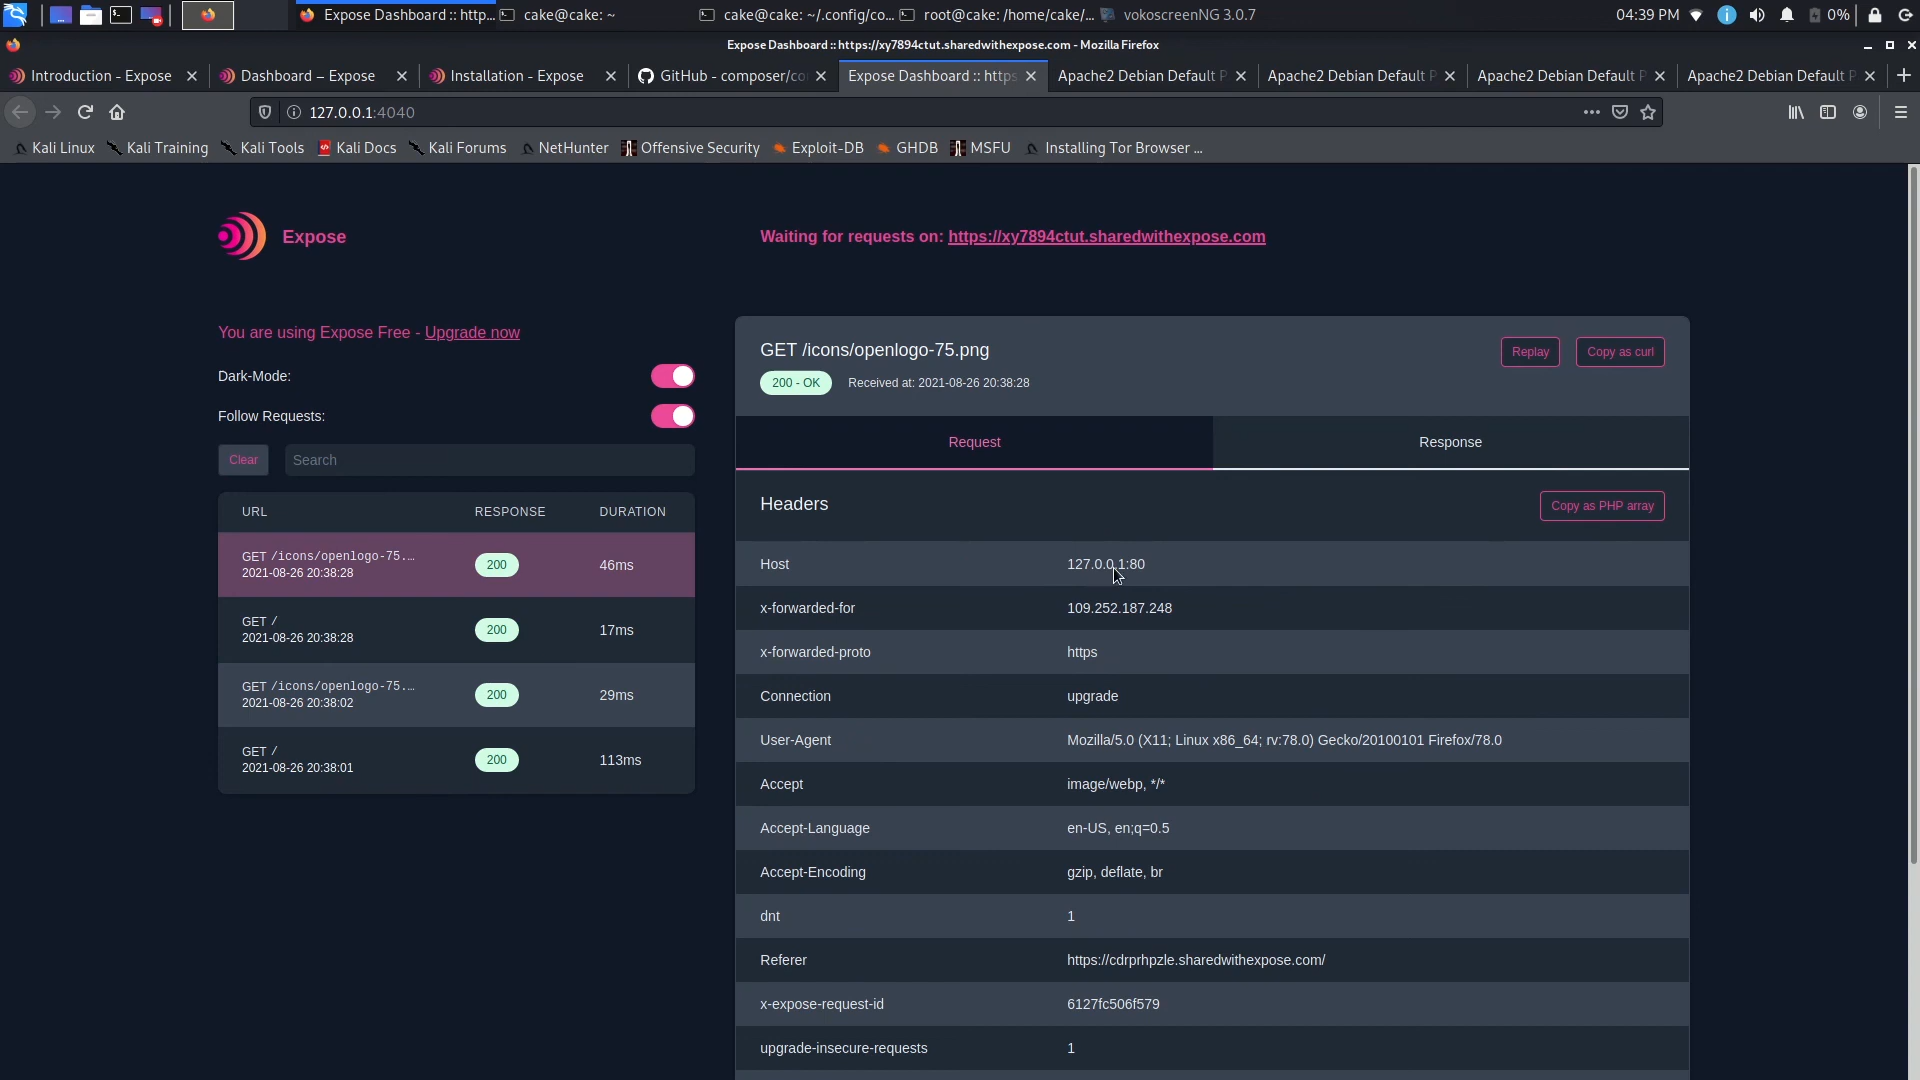 Expose Dashboard :: http...
cake@cake: ~
cake@cake: ~/.config/co...
root@cake: /home/cake/...
vokoscreenNG 3.0.7
04:39 PM
0%
Expose Dashboard :: https://xy7894ctut.sharedwithexpose.com - Mozilla Firefox
Introduction - Expose
Dashboard – Expose
Installation - Expose
GitHub - composer/co
Expose Dashboard :: https
Apache2 Debian Default P
Apache2 Debian Default P
Apache2 Debian Default P
Apache2 Debian Default P
127.0.0.1:4040
Kali Linux
Kali Training
Kali Tools
Kali Docs
Kali Forums
NetHunter
Offensive Security
Exploit-DB
GHDB
MSFU
Installing Tor Browser ...
Expose
Waiting for requests on: https://xy7894ctut.sharedwithexpose.com
You are using Expose Free - Upgrade now
Dark-Mode:
Follow Requests:
Clear
Search
URL RESPONSE DURATION
GET /icons/openlogo-75.…
2021-08-26 20:38:28
200
46ms
GET /
2021-08-26 20:38:28
200
17ms
GET /icons/openlogo-75.…
2021-08-26 20:38:02
200
29ms
GET /
2021-08-26 20:38:01
200
113ms
GET /icons/openlogo-75.png
Replay
Copy as curl
200 - OK
Received at: 2021-08-26 20:38:28
Request
Response
Headers
Copy as PHP array
Host 127.0.0.1:80
x-forwarded-for 109.252.187.248
x-forwarded-proto https
Connection upgrade
User-Agent Mozilla/5.0 (X11; Linux x86_64; rv:78.0) Gecko/20100101 Firefox/78.0
Accept image/webp, */*
Accept-Language en-US, en;q=0.5
Accept-Encoding gzip, deflate, br
dnt 1
Referer https://cdrprhpzle.sharedwithexpose.com/
x-expose-request-id 6127fc506f579
upgrade-insecure-requests 1